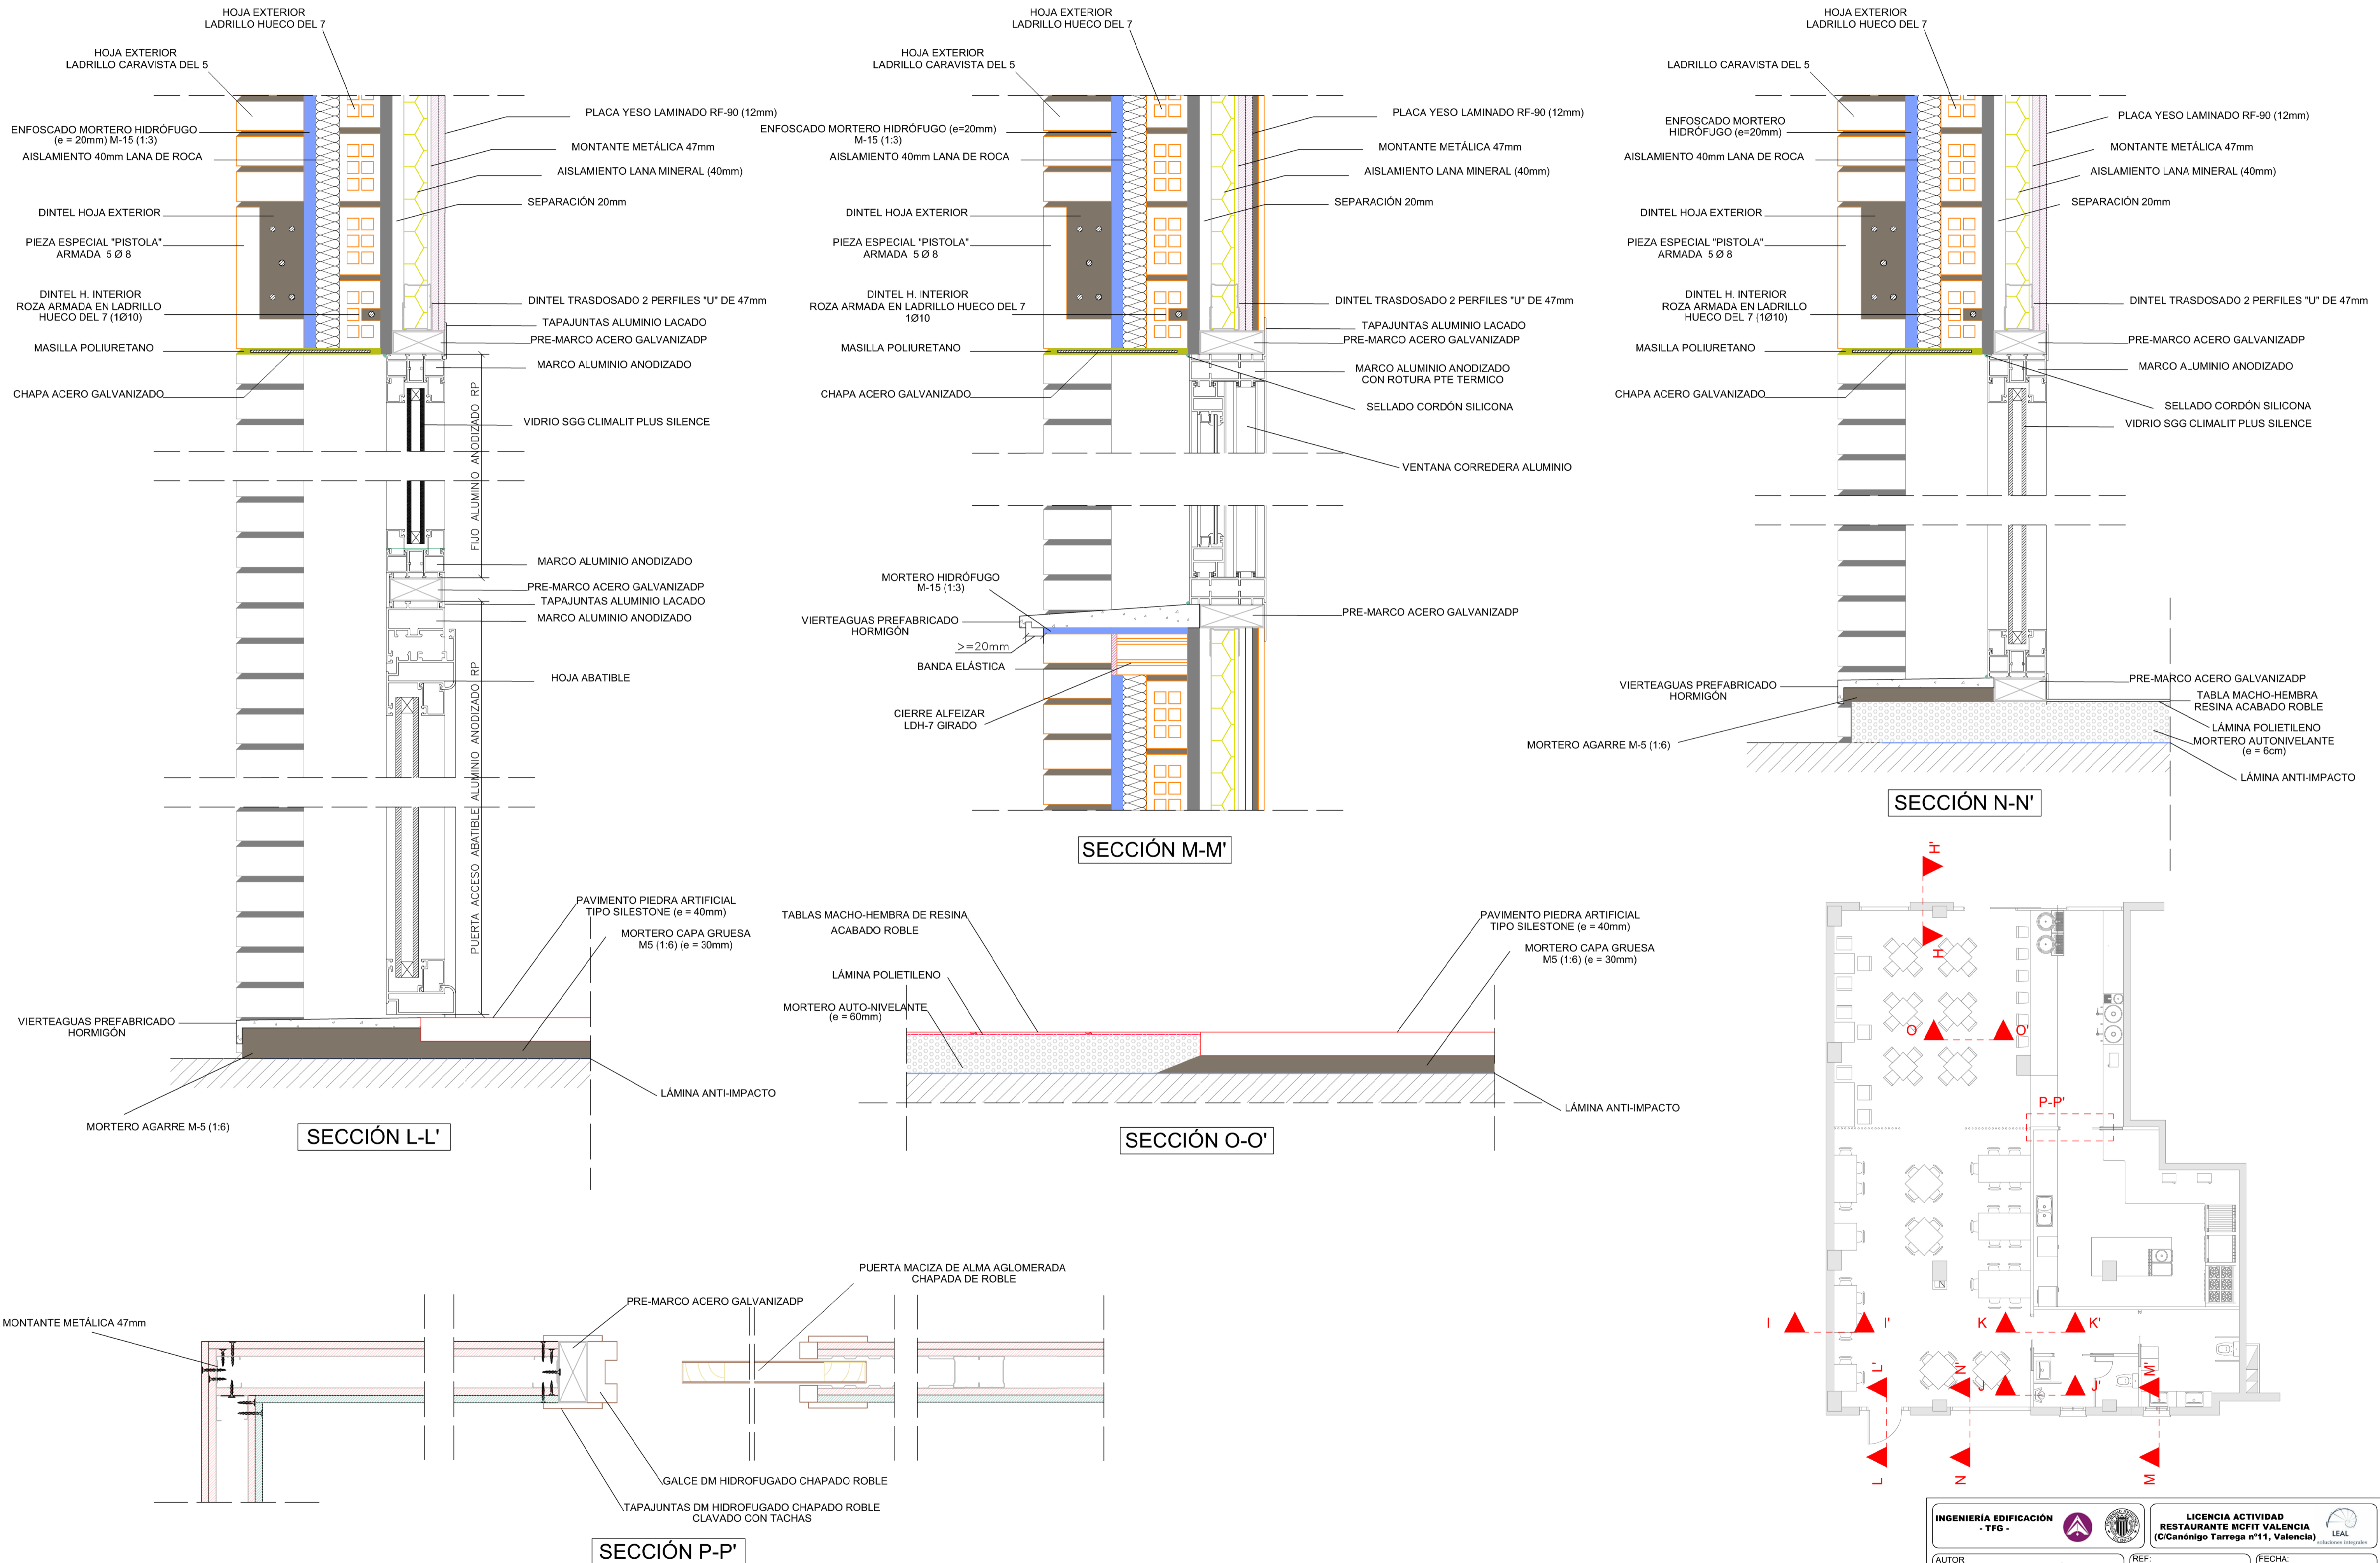 HOJA EXTERIOR
LADRILLO HUECO DEL 7
HOJA EXTERIOR
LADRILLO CARAVISTA DEL 5
ENFOSCADO MORTERO HIDRÓFUGO
(e = 20mm) M-15 (1:3)
AISLAMIENTO 40mm LANA DE ROCA
DINTEL HOJA EXTERIOR
PIEZA ESPECIAL "PISTOLA"
ARMADA 5 Ø 8
DINTEL H. INTERIOR
ROZA ARMADA EN LADRILLO
HUECO DEL 7 (1Ø10)
MASILLA POLIURETANO
CHAPA ACERO GALVANIZADO
PLACA YESO LAMINADO RF-90 (12mm)
MONTANTE METÁLICA 47mm
AISLAMIENTO LANA MINERAL (40mm)
SEPARACIÓN 20mm
DINTEL TRASDOSADO 2 PERFILES "U" DE 47mm
TAPAJUNTAS ALUMINIO LACADO
PRE-MARCO ACERO GALVANIZADP
MARCO ALUMINIO ANODIZADO
VIDRIO SGG CLIMALIT PLUS SILENCE
FIJO ALUMINIO ANODIZADO RP
MARCO ALUMINIO ANODIZADO
PRE-MARCO ACERO GALVANIZADP
TAPAJUNTAS ALUMINIO LACADO
MARCO ALUMINIO ANODIZADO
HOJA ABATIBLE
PUERTA ACCESO ABATIBLE ALUMINIO ANODIZADO RP
PAVIMENTO PIEDRA ARTIFICIAL
TIPO SILESTONE (e = 40mm)
MORTERO CAPA GRUESA
M5 (1:6) (e = 30mm)
VIERTEAGUAS PREFABRICADO
HORMIGÓN
LÁMINA ANTI-IMPACTO
MORTERO AGARRE M-5 (1:6)
SECCIÓN L-L'
HOJA EXTERIOR
LADRILLO HUECO DEL 7
HOJA EXTERIOR
LADRILLO CARAVISTA DEL 5
ENFOSCADO MORTERO HIDRÓFUGO (e=20mm)
M-15 (1:3)
AISLAMIENTO 40mm LANA DE ROCA
DINTEL HOJA EXTERIOR
PIEZA ESPECIAL "PISTOLA"
ARMADA 5 Ø 8
DINTEL H. INTERIOR
ROZA ARMADA EN LADRILLO HUECO DEL 7
1Ø10
MASILLA POLIURETANO
CHAPA ACERO GALVANIZADO
PLACA YESO LAMINADO RF-90 (12mm)
MONTANTE METÁLICA 47mm
AISLAMIENTO LANA MINERAL (40mm)
SEPARACIÓN 20mm
DINTEL TRASDOSADO 2 PERFILES "U" DE 47mm
TAPAJUNTAS ALUMINIO LACADO
PRE-MARCO ACERO GALVANIZADP
MARCO ALUMINIO ANODIZADO
CON ROTURA PTE TERMICO
SELLADO CORDÓN SILICONA
VENTANA CORREDERA ALUMINIO
MORTERO HIDRÓFUGO
M-15 (1:3)
VIERTEAGUAS PREFABRICADO
HORMIGÓN
>=20mm
BANDA ELÁSTICA
CIERRE ALFEIZAR
LDH-7 GIRADO
PRE-MARCO ACERO GALVANIZADP
SECCIÓN M-M'
HOJA EXTERIOR
LADRILLO HUECO DEL 7
LADRILLO CARAVISTA DEL 5
ENFOSCADO MORTERO
HIDRÓFUGO (e=20mm)
AISLAMIENTO 40mm LANA DE ROCA
DINTEL HOJA EXTERIOR
PIEZA ESPECIAL "PISTOLA"
ARMADA 5 Ø 8
DINTEL H. INTERIOR
ROZA ARMADA EN LADRILLO
HUECO DEL 7 (1Ø10)
MASILLA POLIURETANO
CHAPA ACERO GALVANIZADO
PLACA YESO LAMINADO RF-90 (12mm)
MONTANTE METÁLICA 47mm
AISLAMIENTO LANA MINERAL (40mm)
SEPARACIÓN 20mm
DINTEL TRASDOSADO 2 PERFILES "U" DE 47mm
PRE-MARCO ACERO GALVANIZADP
MARCO ALUMINIO ANODIZADO
SELLADO CORDÓN SILICONA
VIDRIO SGG CLIMALIT PLUS SILENCE
VIERTEAGUAS PREFABRICADO
HORMIGÓN
MORTERO AGARRE M-5 (1:6)
PRE-MARCO ACERO GALVANIZADP
TABLA MACHO-HEMBRA
RESINA ACABADO ROBLE
LÁMINA POLIETILENO
MORTERO AUTONIVELANTE
(e = 6cm)
LÁMINA ANTI-IMPACTO
SECCIÓN N-N'
TABLAS MACHO-HEMBRA DE RESINA
ACABADO ROBLE
LÁMINA POLIETILENO
MORTERO AUTO-NIVELANTE
(e = 60mm)
PAVIMENTO PIEDRA ARTIFICIAL
TIPO SILESTONE (e = 40mm)
MORTERO CAPA GRUESA
M5 (1:6) (e = 30mm)
LÁMINA ANTI-IMPACTO
SECCIÓN O-O'
MONTANTE METÁLICA 47mm
PRE-MARCO ACERO GALVANIZADP
PUERTA MACIZA DE ALMA AGLOMERADA
CHAPADA DE ROBLE
GALCE DM HIDROFUGADO CHAPADO ROBLE
TAPAJUNTAS DM HIDROFUGADO CHAPADO ROBLE
CLAVADO CON TACHAS
SECCIÓN P-P'
H'
H
O
O'
P-P'
I
I'
K
K'
L'
N'
J
J'
M'
L
N
M
INGENIERÍA EDIFICACIÓN
- TFG -
LICENCIA ACTIVIDAD
RESTAURANTE MCFIT VALENCIA
(C/Canónigo Tarrega nº11, Valencia)
LEAL
soluciones integrales
AUTOR
REF:
FECHA: